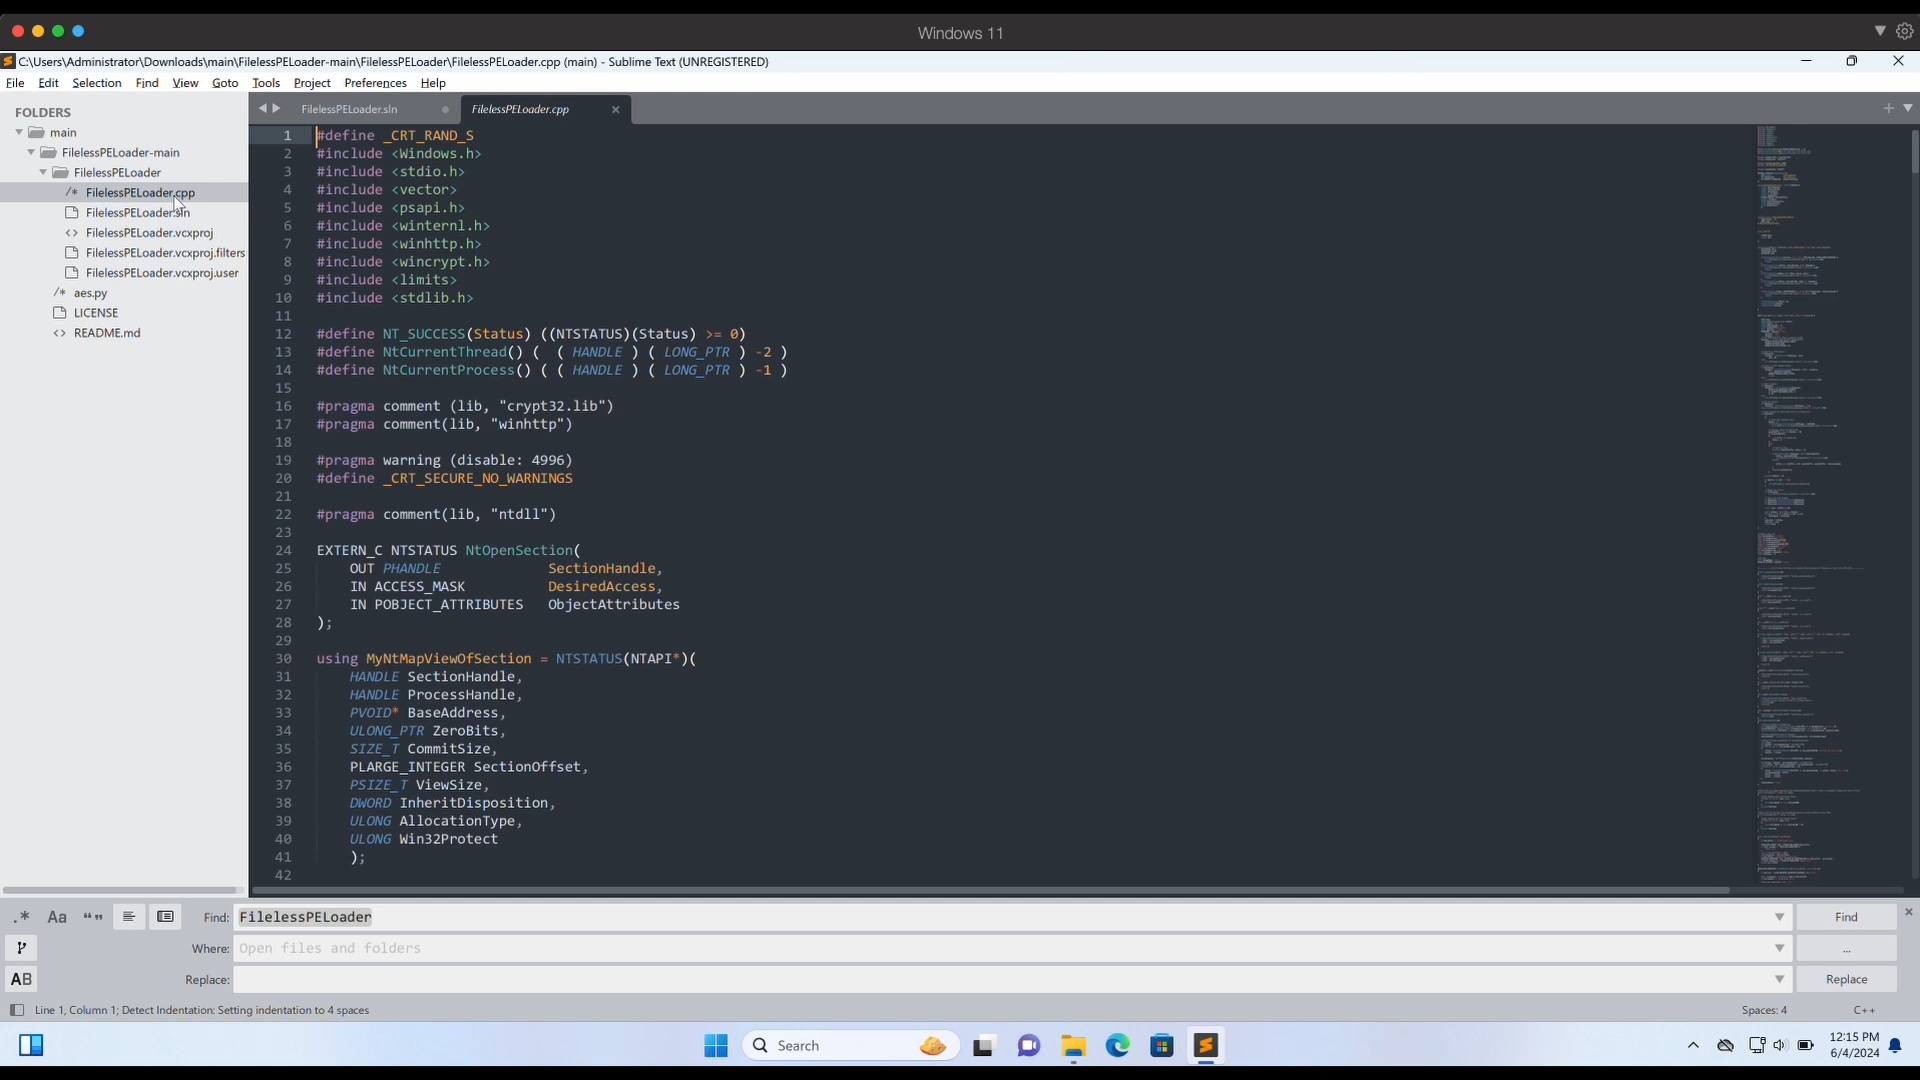 Windows 11
C:\Users\Administrator\Downloads\main\FilelessPELoader-main\FilelessPELoader\FilelessPELoader.cpp (main) - Sublime Text (UNREGISTERED)
File Edit Selection Find View Goto Tools Project Preferences Help
FOLDERS
main
FilelessPELoader-main
FilelessPELoader
/* FilelessPELoader.cpp
FilelessPELoader.sln
<> FilelessPELoader.vcxproj
FilelessPELoader.vcxproj.filters
FilelessPELoader.vcxproj.user
/* aes.py
LICENSE
<> README.md
FilelessPELoader.sln
FilelessPELoader.cpp
1 #define _CRT_RAND_S
2 #include <Windows.h>
3 #include <stdio.h>
4 #include <vector>
5 #include <psapi.h>
6 #include <winternl.h>
7 #include <winhttp.h>
8 #include <wincrypt.h>
9 #include <limits>
10 #include <stdlib.h>
11
12 #define NT_SUCCESS(Status) ((NTSTATUS)(Status) >= 0)
13 #define NtCurrentThread() ( ( HANDLE ) ( LONG_PTR ) -2 )
14 #define NtCurrentProcess() ( ( HANDLE ) ( LONG_PTR ) -1 )
15
16 #pragma comment (lib, "crypt32.lib")
17 #pragma comment(lib, "winhttp")
18
19 #pragma warning (disable: 4996)
20 #define _CRT_SECURE_NO_WARNINGS
21
22 #pragma comment(lib, "ntdll")
23
24 EXTERN_C NTSTATUS NtOpenSection(
25 OUT PHANDLE SectionHandle,
26 IN ACCESS_MASK DesiredAccess,
27 IN POBJECT_ATTRIBUTES ObjectAttributes
28 );
29
30 using MyNtMapViewOfSection = NTSTATUS(NTAPI*)(
31 HANDLE SectionHandle,
32 HANDLE ProcessHandle,
33 PVOID* BaseAddress,
34 ULONG_PTR ZeroBits,
35 SIZE_T CommitSize,
36 PLARGE_INTEGER SectionOffset,
37 PSIZE_T ViewSize,
38 DWORD InheritDisposition,
39 ULONG AllocationType,
40 ULONG Win32Protect
41 );
42
.* Aa "" Find: FilelessPELoader Find
Where: Open files and folders ...
AB Replace: Replace
Line 1, Column 1; Detect Indentation: Setting indentation to 4 spaces Spaces: 4 C++
Search
12:15 PM
6/4/2024